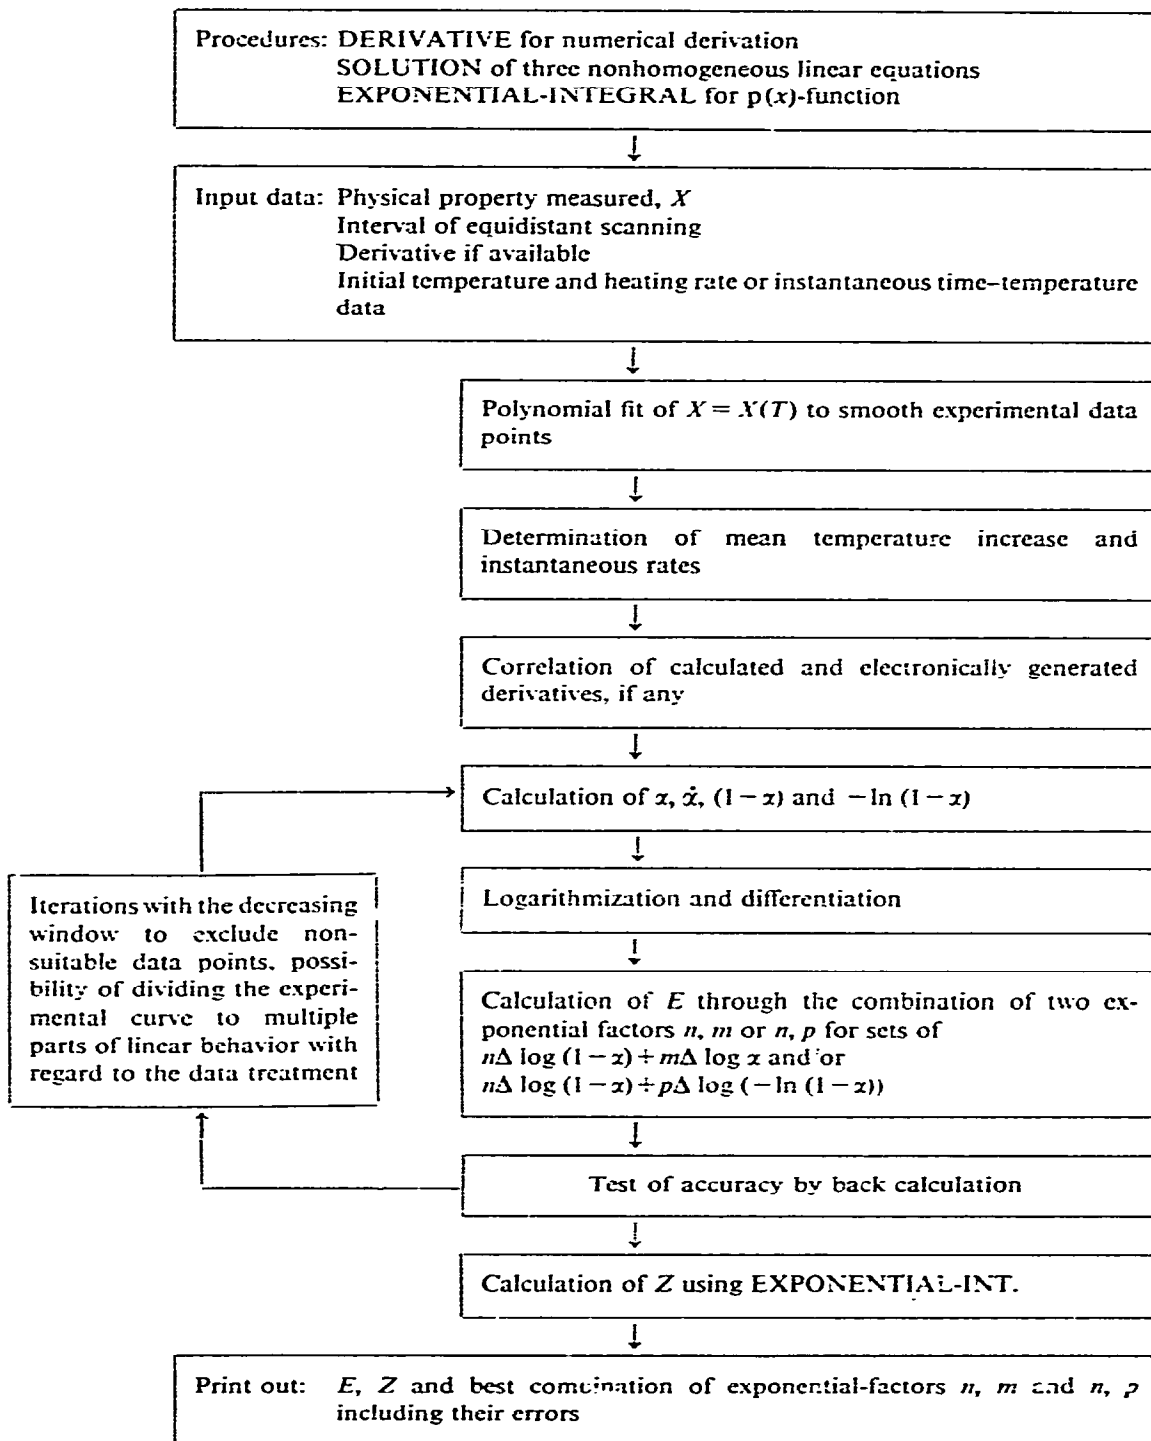 Procedures: DERIVATIVE for numerical derivation
SOLUTION of three nonhomogeneous linear equations
EXPONENTIAL-INTEGRAL for p(x)-function
Input data: Physical property measured, X
Interval of equidistant scanning
Derivative if available
Initial temperature and heating rate or instantaneous time–temperature
data
Polynomial fit of X = X(T) to smooth experimental data
points
Determination of mean temperature increase and
instantaneous rates
Correlation of calculated and electronically generated
derivatives, if any
Calculation of α, α̇, (1 − α) and −ln (1 − α)
Logarithmization and differentiation
Iterations with the decreasing
window to exclude non-
suitable data points, possi-
bility of dividing the experi-
mental curve to multiple
parts of linear behavior with
regard to the data treatment
Calculation of E through the combination of two ex-
ponential factors n, m or n, p for sets of
nΔ log (1 − α) + mΔ log α and/or
nΔ log (1 − α) + pΔ log (−ln (1 − α))
Test of accuracy by back calculation
Calculation of Z using EXPONENTIAL-INT.
Print out: E, Z and best combination of exponential-factors n, m and n, p
including their errors